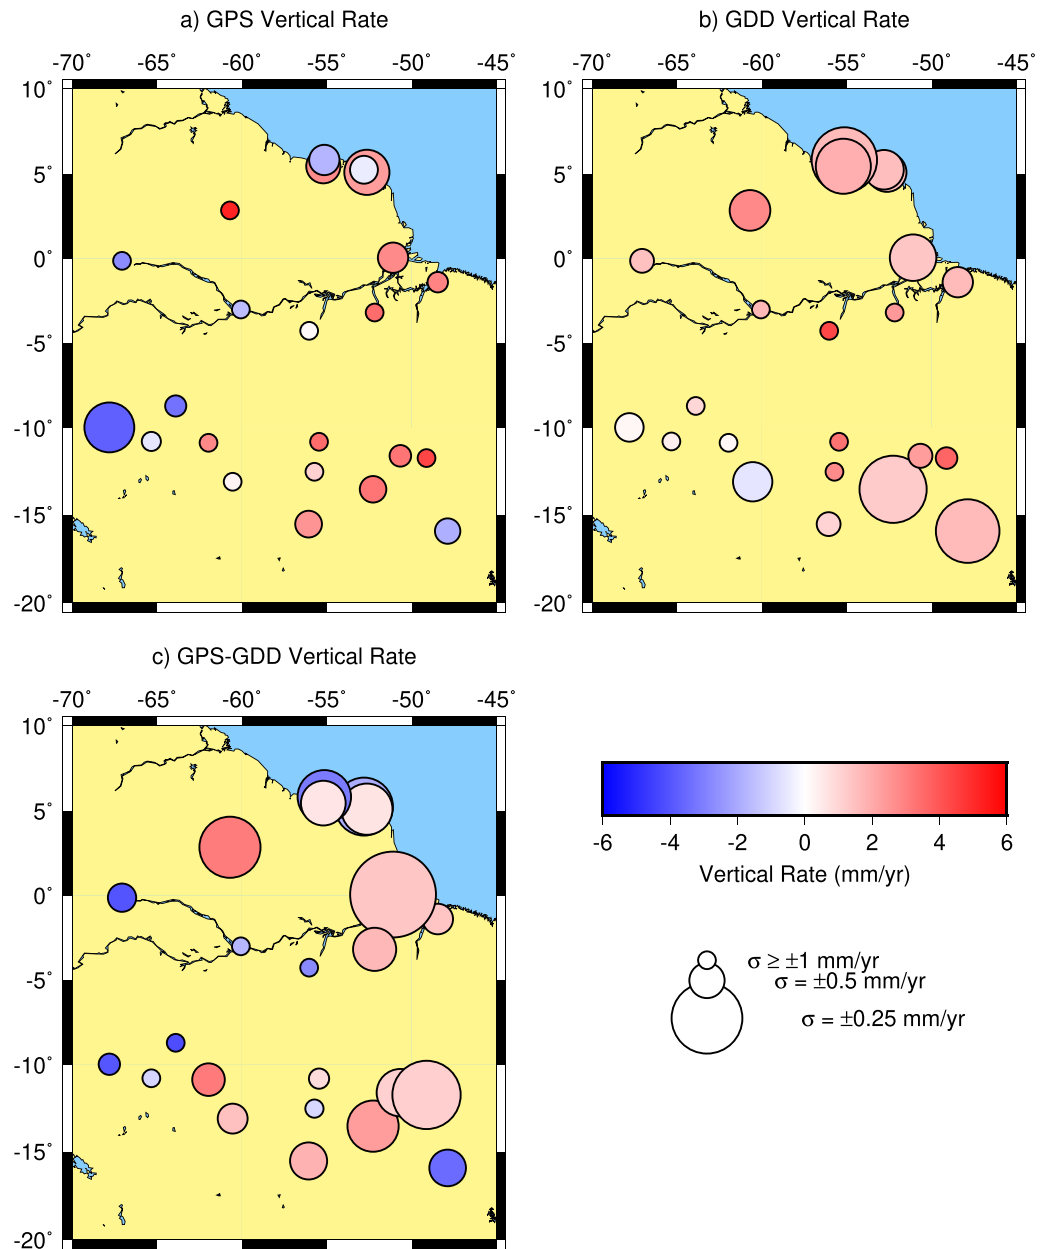 a) GPS Vertical Rate
-70˚ -65˚ -60˚ -55˚ -50˚ -45˚
10˚
5˚
0˚
-5˚
-10˚
-15˚
-20˚
b) GDD Vertical Rate
-70˚ -65˚ -60˚ -55˚ -50˚ -45˚
10˚
5˚
0˚
-5˚
-10˚
-15˚
-20˚
c) GPS-GDD Vertical Rate
-70˚ -65˚ -60˚ -55˚ -50˚ -45˚
10˚
5˚
0˚
-5˚
-10˚
-15˚
-20˚
-6 -4 -2 0 2 4 6
Vertical Rate (mm/yr)
σ ≥ ±1 mm/yr
σ = ±0.5 mm/yr
σ = ±0.25 mm/yr